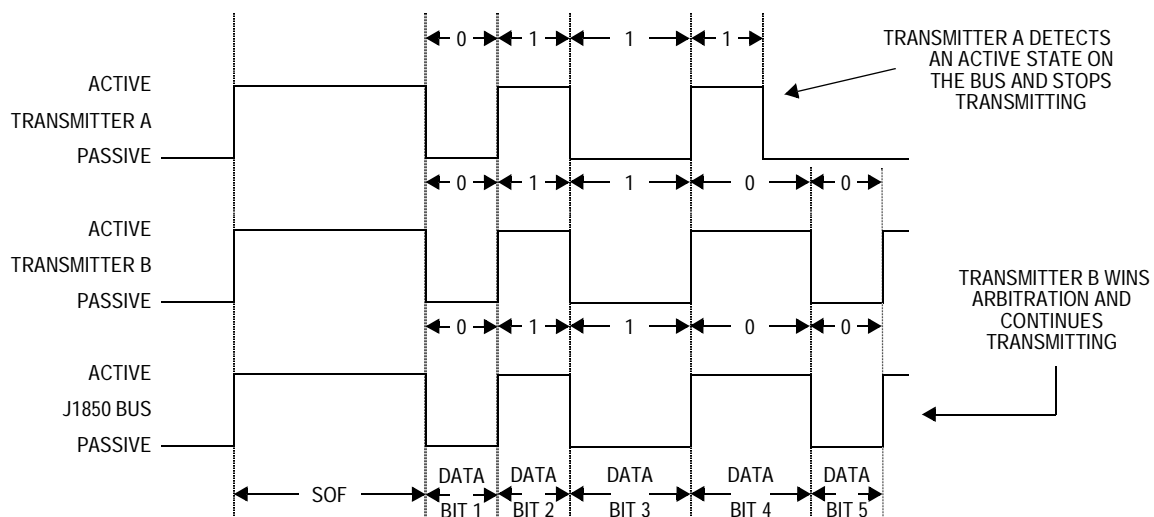 0 1 1 1
TRANSMITTER A DETECTS
AN ACTIVE STATE ON
THE BUS AND STOPS
TRANSMITTING
ACTIVE
TRANSMITTER A
PASSIVE
0 1 1 0 0
ACTIVE
TRANSMITTER B
PASSIVE
TRANSMITTER B WINS
ARBITRATION AND
CONTINUES
TRANSMITTING
0 1 1 0 0
ACTIVE
J1850 BUS
PASSIVE
SOF
DATA
BIT 1
DATA
BIT 2
DATA
BIT 3
DATA
BIT 4
DATA
BIT 5